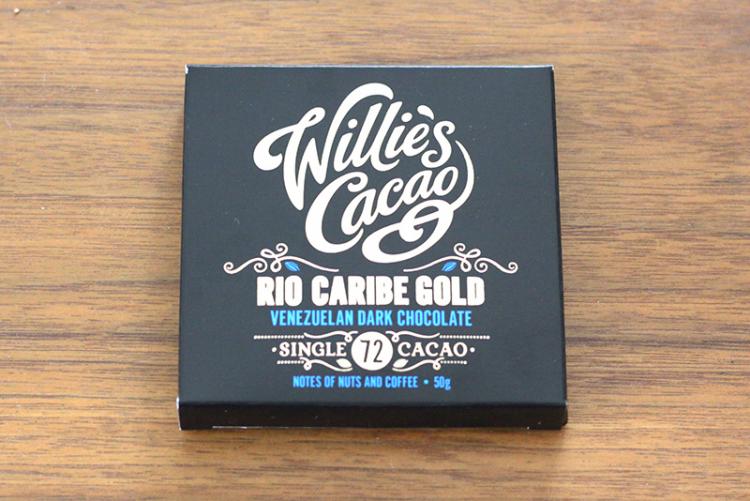 Willie's
Cacao
RIO CARIBE GOLD
VENEZUELAN DARK CHOCOLATE
• SINGLE 72 CACAO •
NOTES OF NUTS AND COFFEE • 50g